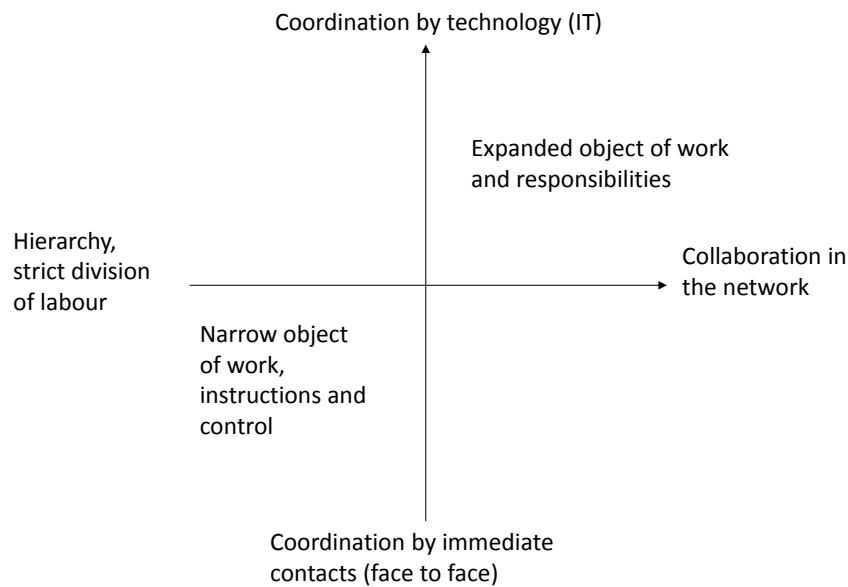 Coordination by technology (IT)
Expanded object of work
and responsibilities
Hierarchy,
strict division
of labour
Collaboration in
the network
Narrow object
of work,
instructions and
control
Coordination by immediate
contacts (face to face)